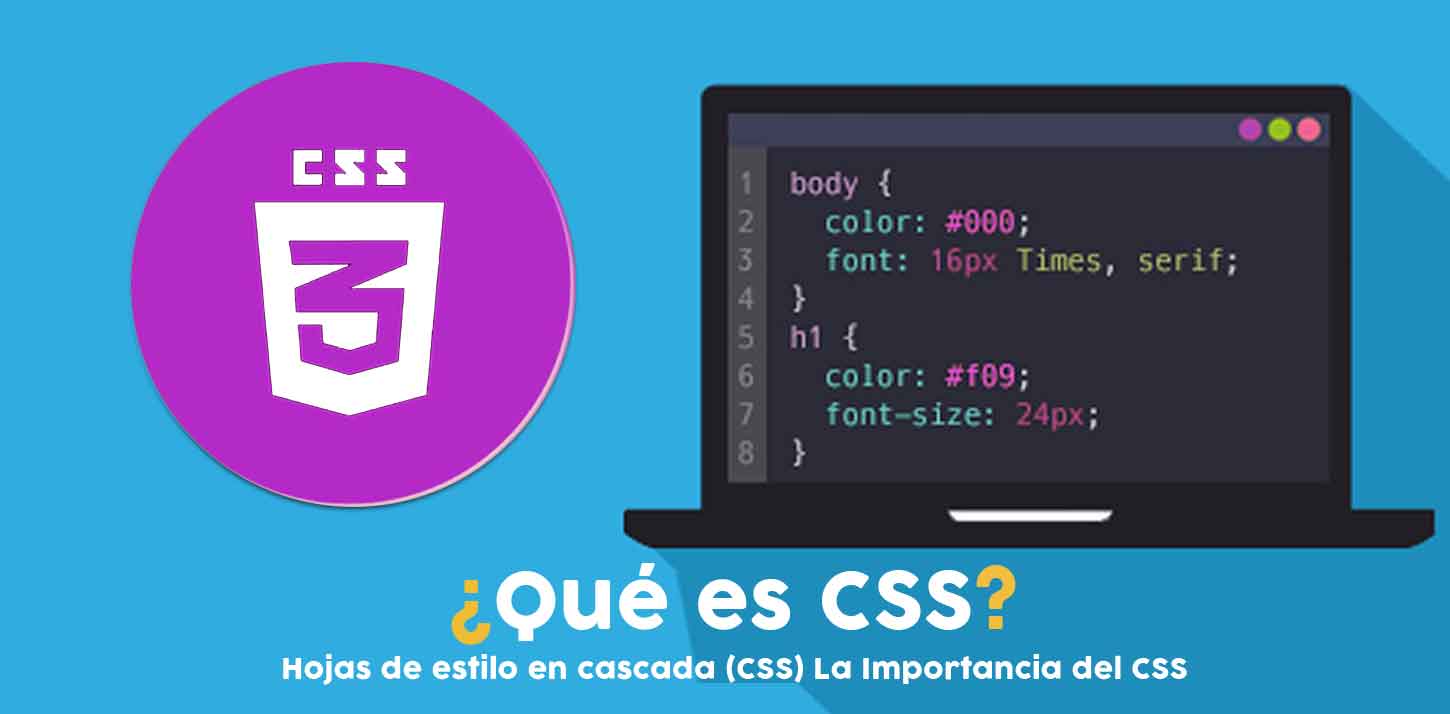 CSS
3
1 body {
2 color: #000;
3 font: 16px Times, serif;
4 }
5 h1 {
6 color: #f09;
7 font-size: 24px;
8 }
¿Qué es CSS?
Hojas de estilo en cascada (CSS) La Importancia del CSS